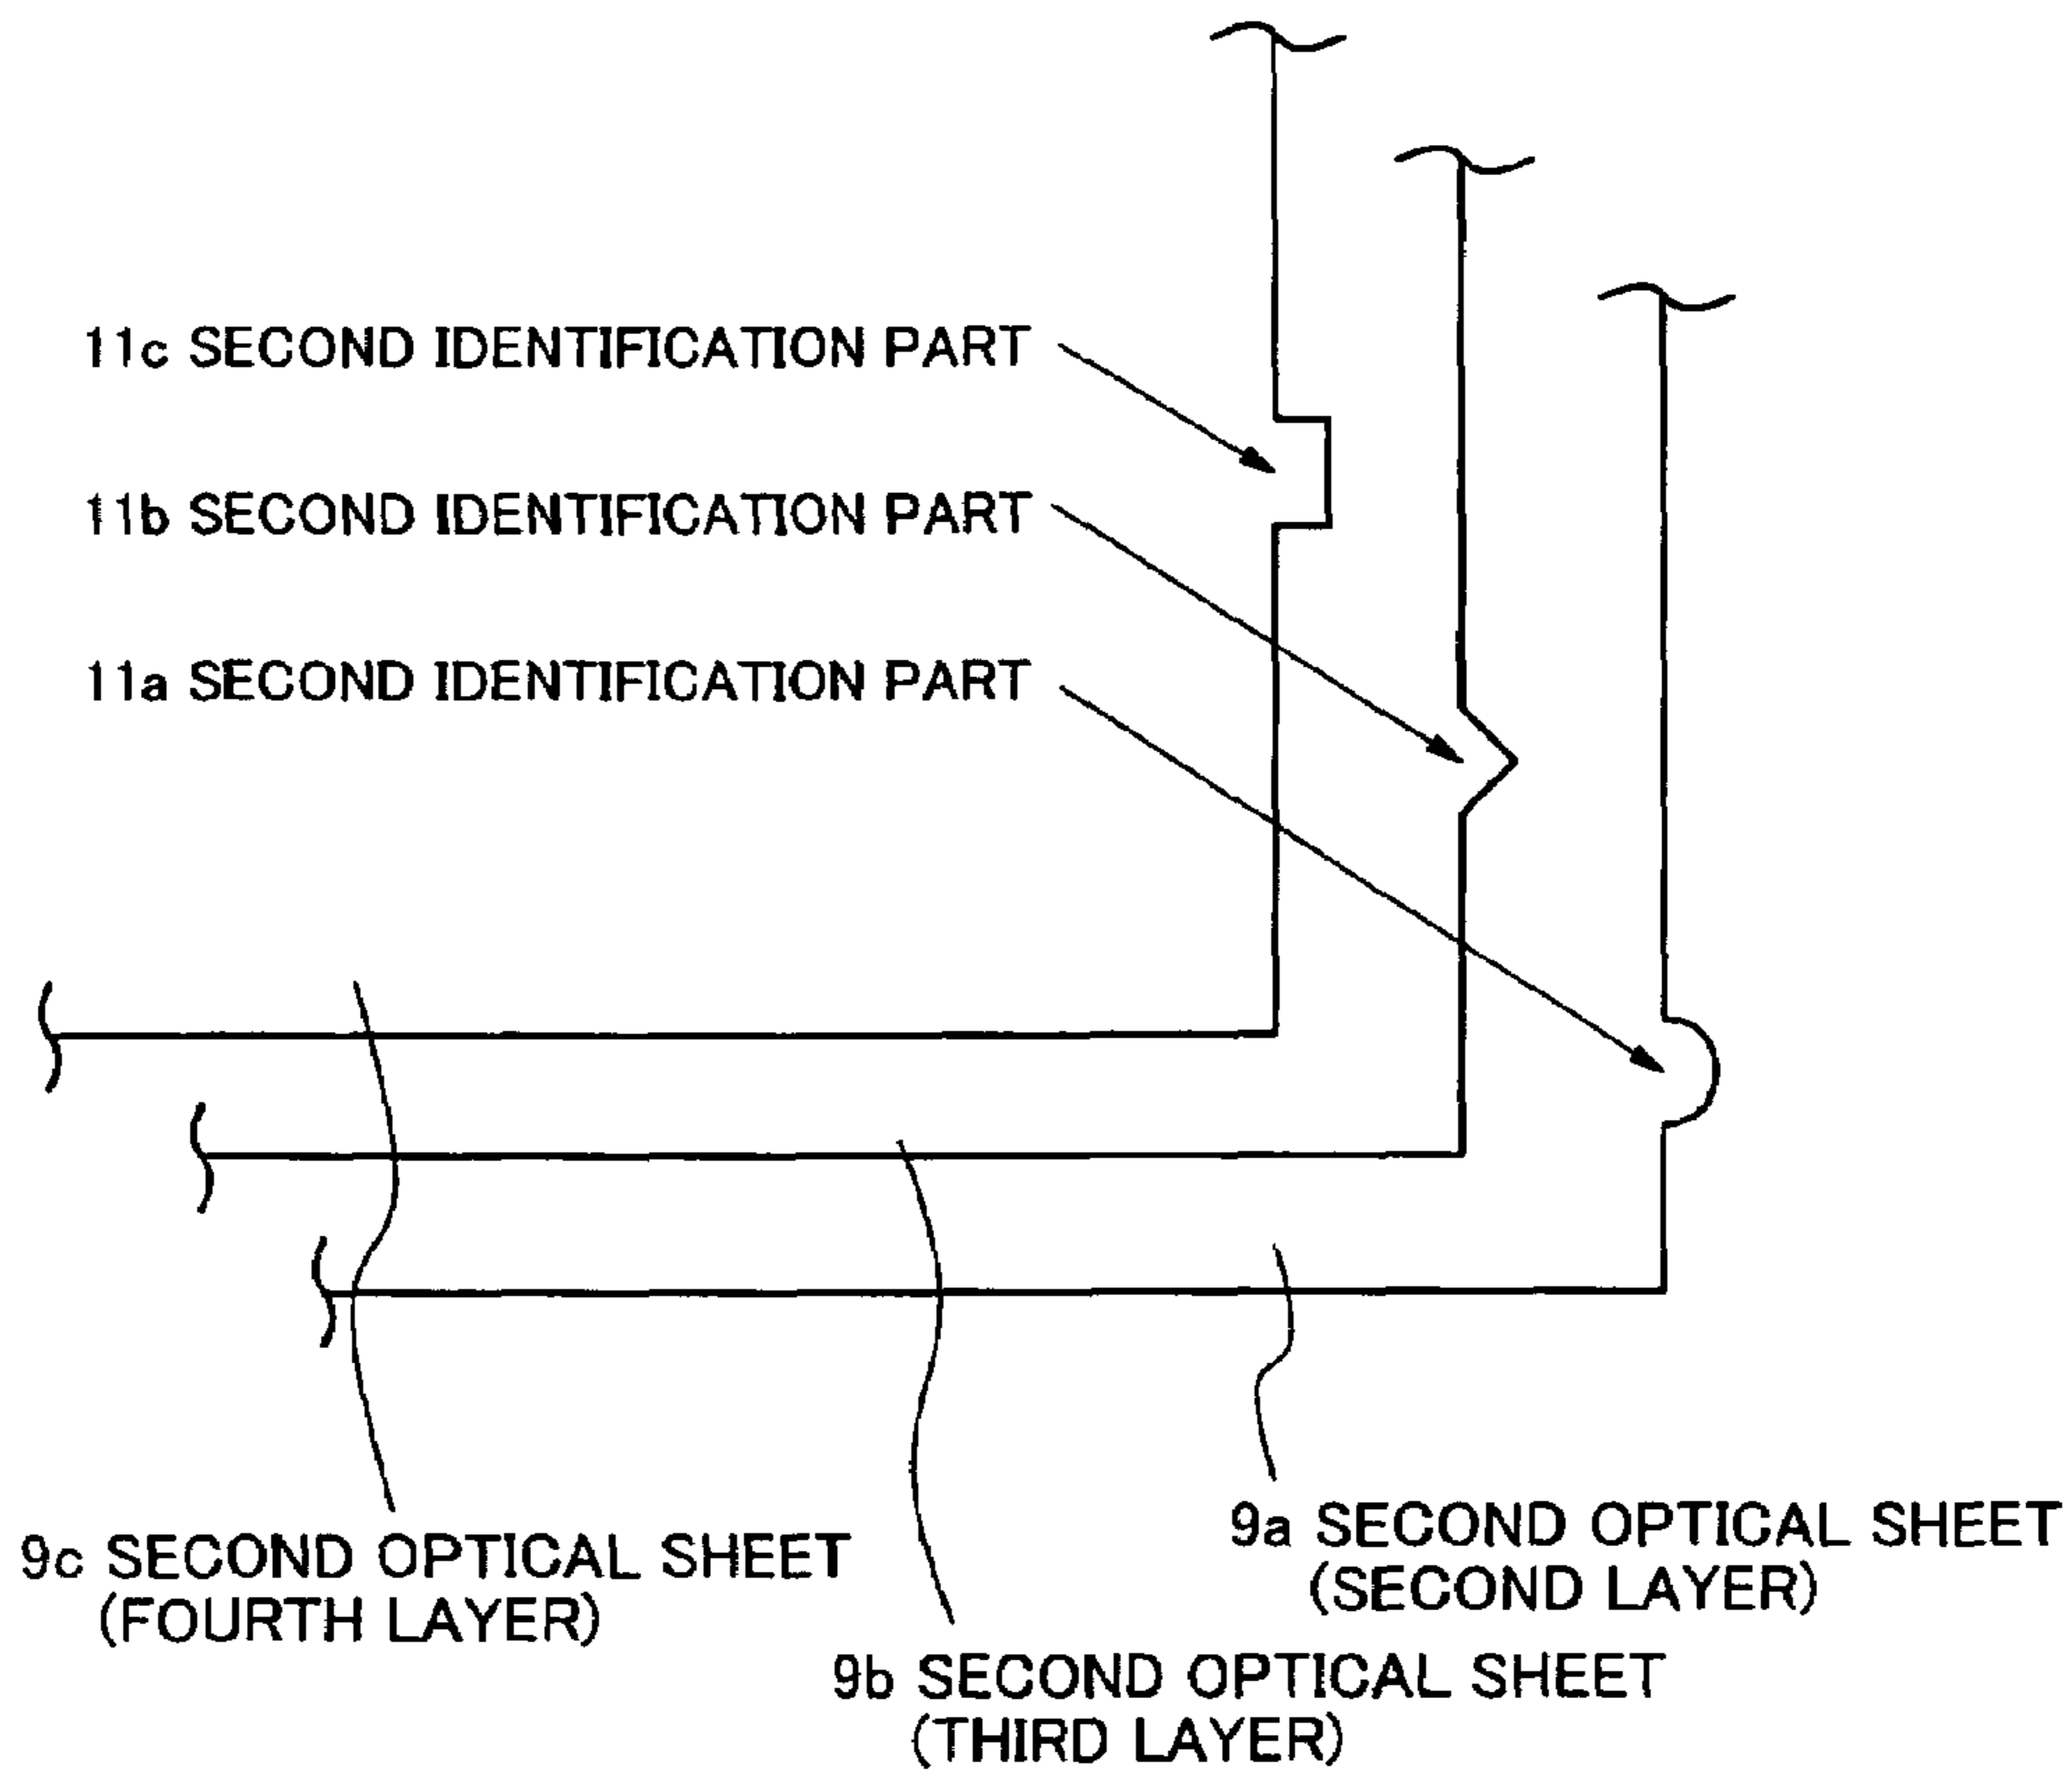 11c SECOND IDENTIFICATION PART
11b SECOND IDENTIFICATION PART
11a SECOND IDENTIFICATION PART
9c SECOND OPTICAL SHEET
(FOURTH LAYER)
9a SECOND OPTICAL SHEET
(SECOND LAYER)
9b SECOND OPTICAL SHEET
(THIRD LAYER)